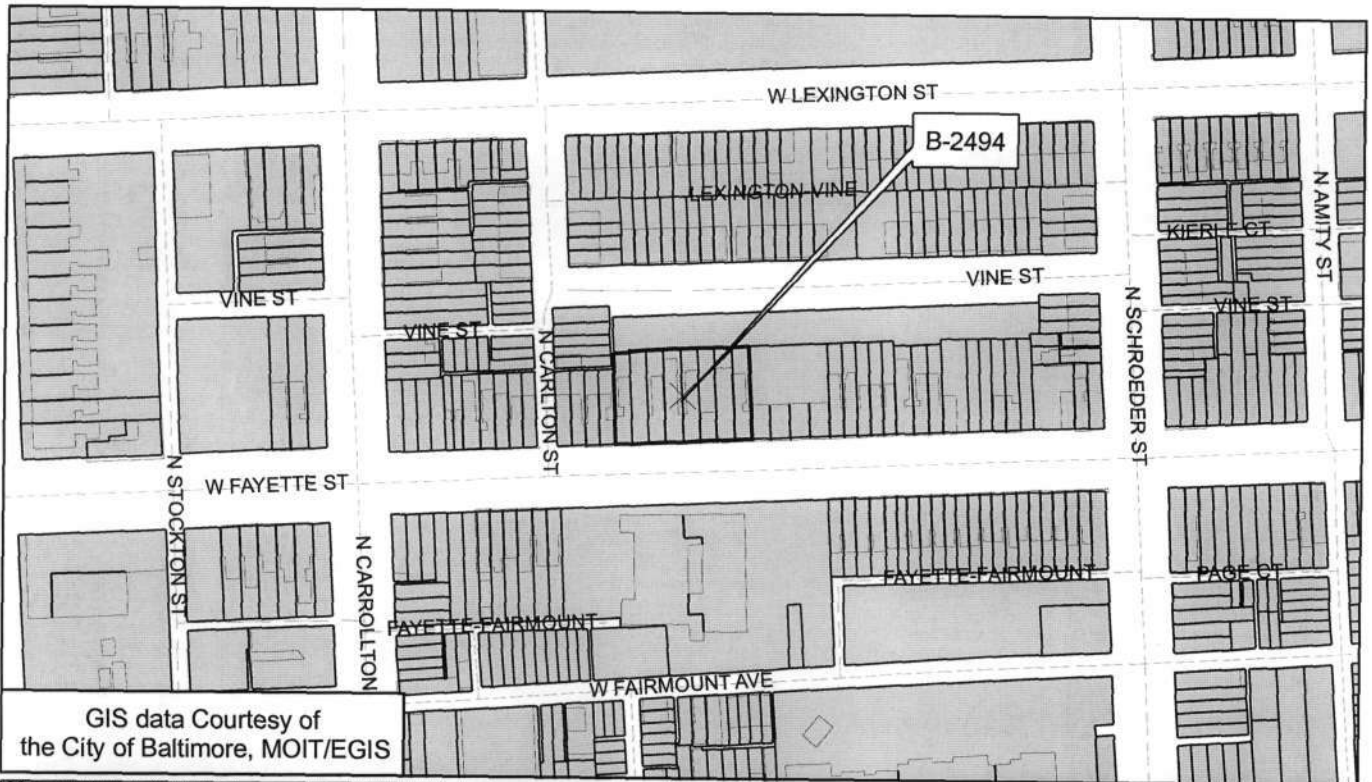 W LEXINGTON ST
B-2494
LEXINGTON-VINE
N AMITY ST
KIERLE CT
VINE ST
VINE ST
VINE ST
VINE ST
N CARLTON ST
N SCHROEDER ST
W FAYETTE ST
N STOCKTON ST
N CARROLLTON
FAYETTE-FAIRMOUNT
PAGE CT
FAYETTE-FAIRMOUNT
W FAIRMOUNT AVE
GIS data Courtesy of
the City of Baltimore, MOIT/EGIS